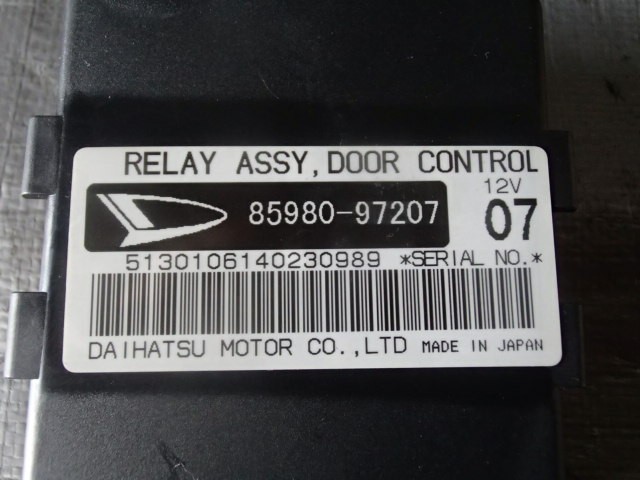 RELAY ASSY, DOOR CONTROL
12V
85980-97207 07
5130106140230989 *SERIAL NO.*
DAIHATSU MOTOR CO.,LTD MADE IN JAPAN